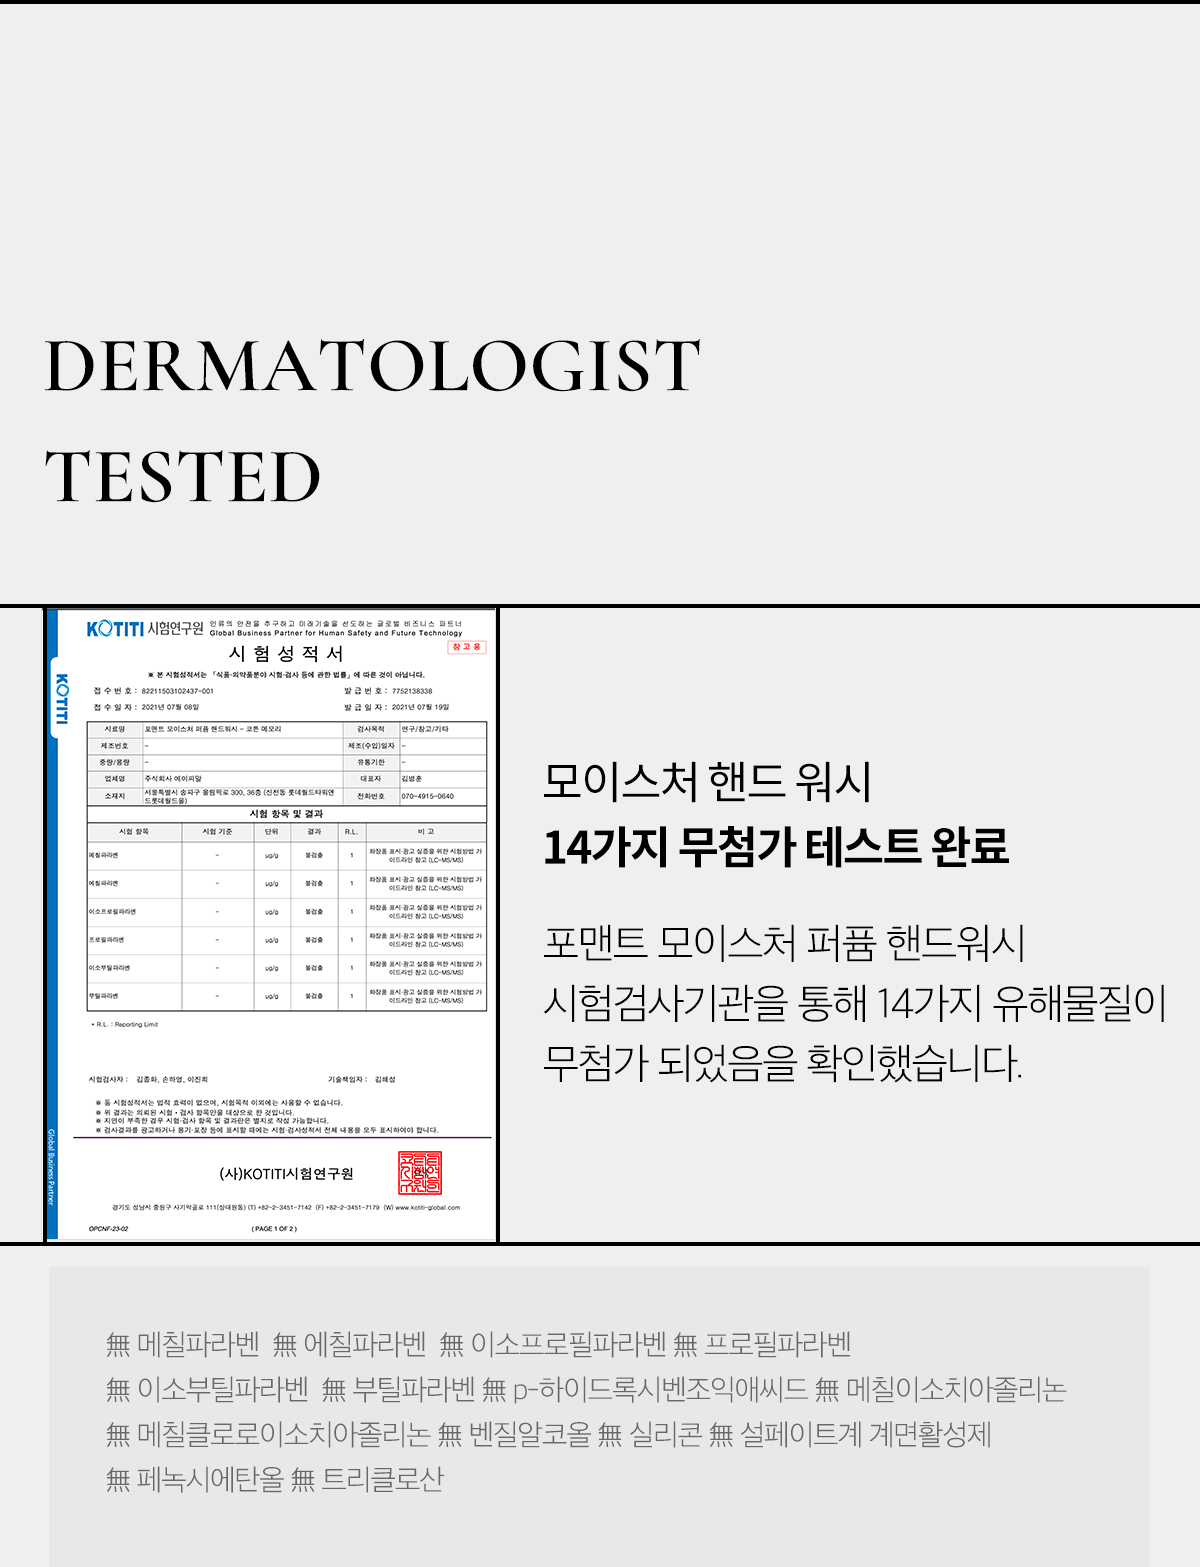 DERMATOLOGIST
TESTED
KOTITI 시험연구원
인류의 안전을 추구하고 미래기술을 선도하는 글로벌 비즈니스 파트너
Global Business Partner for Human Safety and Future Technology
참 고 용
시 험 성 적 서
※ 본 시험성적서는 「식품·의약품분야 시험·검사 등에 관한 법률」에 따른 것이 아닙니다.
접 수 번 호 : 82211503102437-001 발 급 번 호 : 7752138338
접 수 일 자 : 2021년 07월 08일 발 급 일 자 : 2021년 07월 19일
KOTITI
시료명 포맨트 모이스처 퍼퓸 핸드워시 - 코튼 메모리 검사목적 연구/참고/기타
제조번호 - 제조(수입)일자 -
중량/용량 - 유통기한 -
업체명 주식회사 에이피알 대표자 김병훈
소재지 서울특별시 송파구 올림픽로 300, 36층 (신천동 롯데월드타워앤드롯데월드몰) 전화번호 070-4915-0640
시험 항목 및 결과
시험 항목 시험 기준 단위 결과 R.L. 비 고
메칠파라벤 - μg/g 불검출 1 화장품 표시·광고 실증을 위한 시험방법 가이드라인 참고 (LC-MS/MS)
에칠파라벤 - μg/g 불검출 1 화장품 표시·광고 실증을 위한 시험방법 가이드라인 참고 (LC-MS/MS)
이소프로필파라벤 - μg/g 불검출 1 화장품 표시·광고 실증을 위한 시험방법 가이드라인 참고 (LC-MS/MS)
프로필파라벤 - μg/g 불검출 1 화장품 표시·광고 실증을 위한 시험방법 가이드라인 참고 (LC-MS/MS)
이소부틸파라벤 - μg/g 불검출 1 화장품 표시·광고 실증을 위한 시험방법 가이드라인 참고 (LC-MS/MS)
부틸파라벤 - μg/g 불검출 1 화장품 표시·광고 실증을 위한 시험방법 가이드라인 참고 (LC-MS/MS)
* R.L. : Reporting Limit
시험검사자 : 김종화, 손하영, 이진희 기술책임자 : 김해성
※ 동 시험성적서는 법적 효력이 없으며, 시험목적 이외에는 사용할 수 없습니다.
※ 위 결과는 의뢰된 시험·검사 항목만을 대상으로 한 것입니다.
※ 지면이 부족한 경우 시험·검사 항목 및 결과란은 별지로 작성 가능합니다.
※ 검사결과를 광고하거나 용기·포장 등에 표시할 때에는 시험·검사성적서 전체 내용을 모두 표시하여야 합니다.
Global Business Partner
(사)KOTITI시험연구원
경기도 성남시 중원구 사기막골로 111(상대원동) (T) +82-2-3451-7142 (F) +82-2-3451-7179 (W) www.kotiti-global.com
OPCNF-23-02 ( PAGE 1 OF 2 )
모이스처 핸드 워시
14가지 무첨가 테스트 완료
포맨트 모이스처 퍼퓸 핸드워시
시험검사기관을 통해 14가지 유해물질이
무첨가 되었음을 확인했습니다.
無 메칠파라벤 無 에칠파라벤 無 이소프로필파라벤 無 프로필파라벤
無 이소부틸파라벤 無 부틸파라벤 無 p-하이드록시벤조익애씨드 無 메칠이소치아졸리논
無 메칠클로로이소치아졸리논 無 벤질알코올 無 실리콘 無 설페이트계 계면활성제
無 페녹시에탄올 無 트리클로산